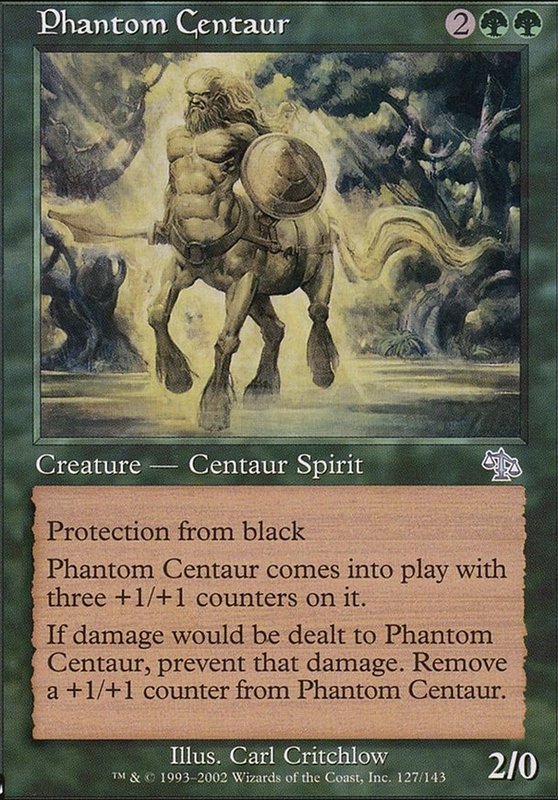 Phantom Centaur 2
Creature — Centaur Spirit
Protection from black
Phantom Centaur comes into play with
three +1/+1 counters on it.
If damage would be dealt to Phantom
Centaur, prevent that damage. Remove
a +1/+1 counter from Phantom Centaur.
Illus. Carl Critchlow
™ & © 1993–2002 Wizards of the Coast, Inc. 127/143
2/0